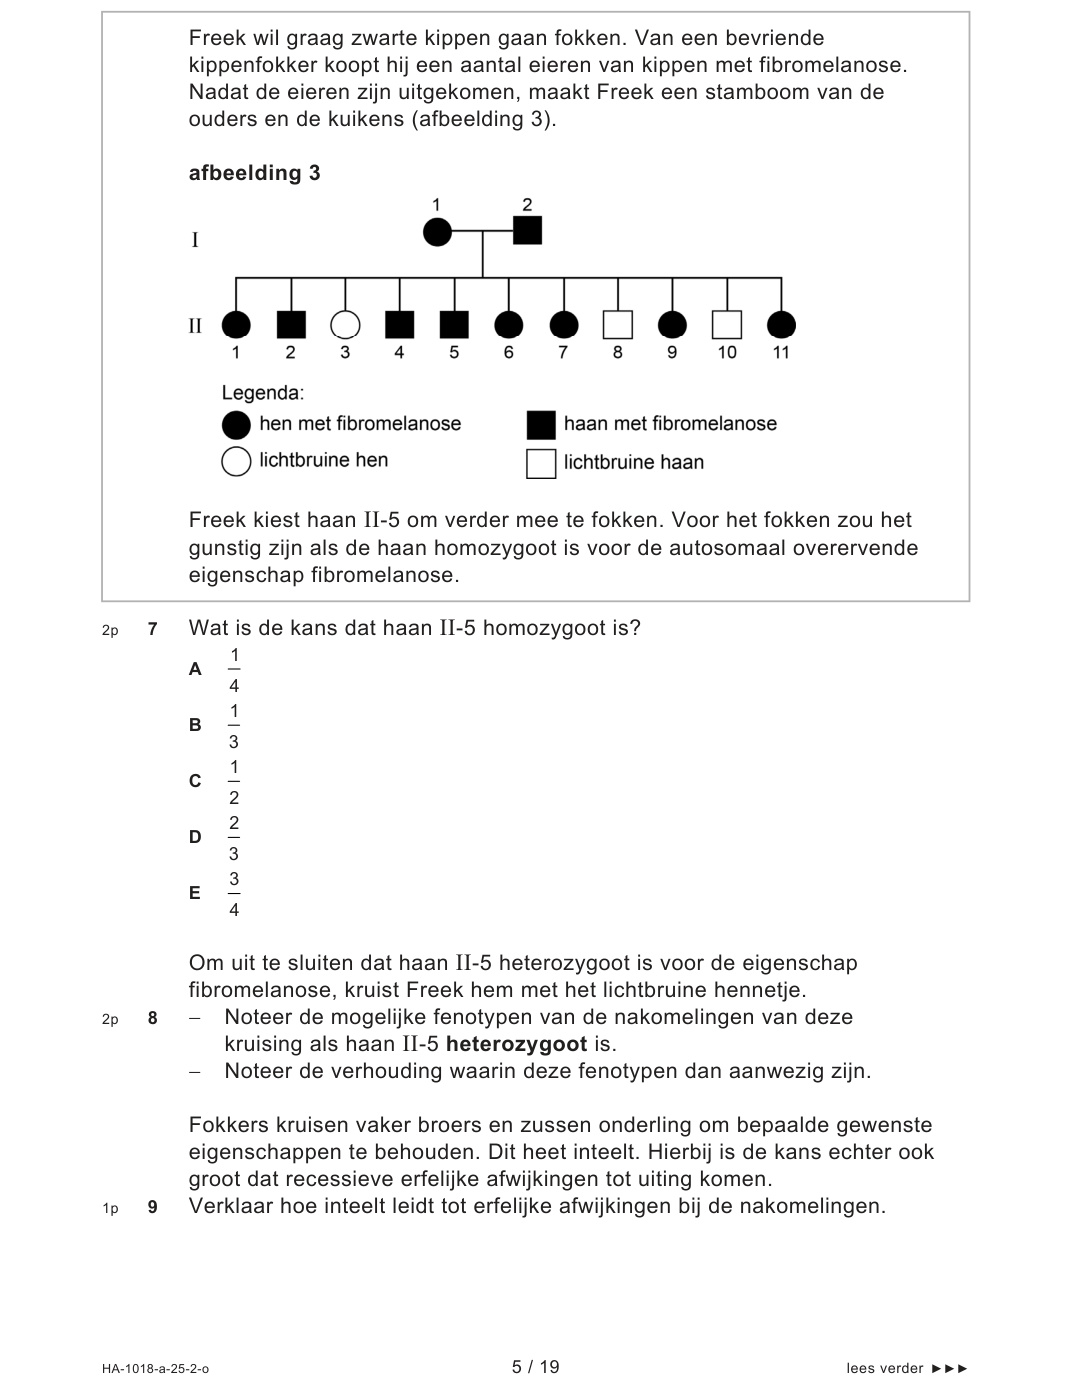 Freek wil graag zwarte kippen gaan fokken. Van een bevriende
kippenfokker koopt hij een aantal eieren van kippen met fibromelanose.
Nadat de eieren zijn uitgekomen, maakt Freek een stamboom van de
ouders en de kuikens (afbeelding 3).
afbeelding 3
1 2
I
II
1 2 3 4 5 6 7 8 9 10 11
Legenda:
hen met fibromelanose haan met fibromelanose
lichtbruine hen lichtbruine haan
Freek kiest haan II-5 om verder mee te fokken. Voor het fokken zou het
gunstig zijn als de haan homozygoot is voor de autosomaal overervende
eigenschap fibromelanose.
2p 7 Wat is de kans dat haan II-5 homozygoot is?
A 1/4
B 1/3
C 1/2
D 2/3
E 3/4
Om uit te sluiten dat haan II-5 heterozygoot is voor de eigenschap
fibromelanose, kruist Freek hem met het lichtbruine hennetje.
2p 8 – Noteer de mogelijke fenotypen van de nakomelingen van deze
kruising als haan II-5 heterozygoot is.
– Noteer de verhouding waarin deze fenotypen dan aanwezig zijn.
Fokkers kruisen vaker broers en zussen onderling om bepaalde gewenste
eigenschappen te behouden. Dit heet inteelt. Hierbij is de kans echter ook
groot dat recessieve erfelijke afwijkingen tot uiting komen.
1p 9 Verklaar hoe inteelt leidt tot erfelijke afwijkingen bij de nakomelingen.
HA-1018-a-25-2-o 5 / 19 lees verder ►►►